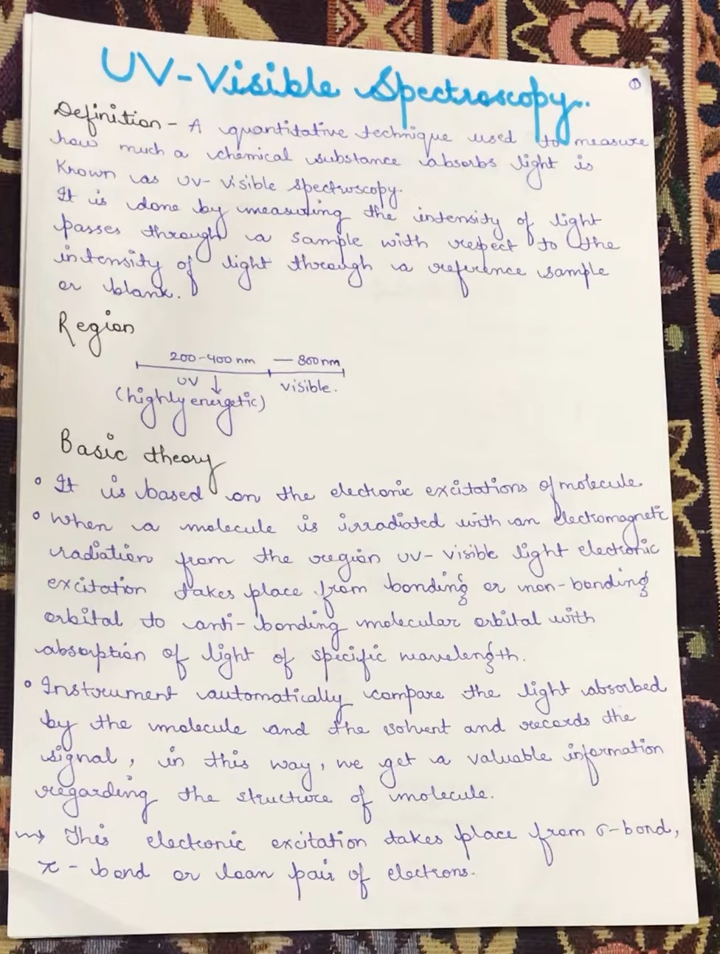 UV-Visible Spectroscopy..
①
Definition - A quantitative technique used to measure
how much a chemical substance absorbs light is
Known as UV- Visible Spectroscopy.
It is done by measuring the intensity of light
passes through a sample with repect to the
intensity of light through a reference sample
or blank.
Region
200-400 nm — 800 nm
UV ↓ visible.
(highly energetic)
Basic theory
• It is based on the electronic excitations of molecule.
• When a molecule is irradiated with an electromagnetic
radiation from the region UV- visible light electronic
excitation takes place from bonding or non-bonding
orbital to anti-bonding molecular orbital with
absorption of light of spicific wavelength.
• Instrument automatically compare the light absorbed
by the molecule and the solvent and records the
signal, in this way, we get a valuable information
regarding the structure of molecule.
→ This electronic excitation takes place from σ-bond,
π - bond or loan pair of electrons.